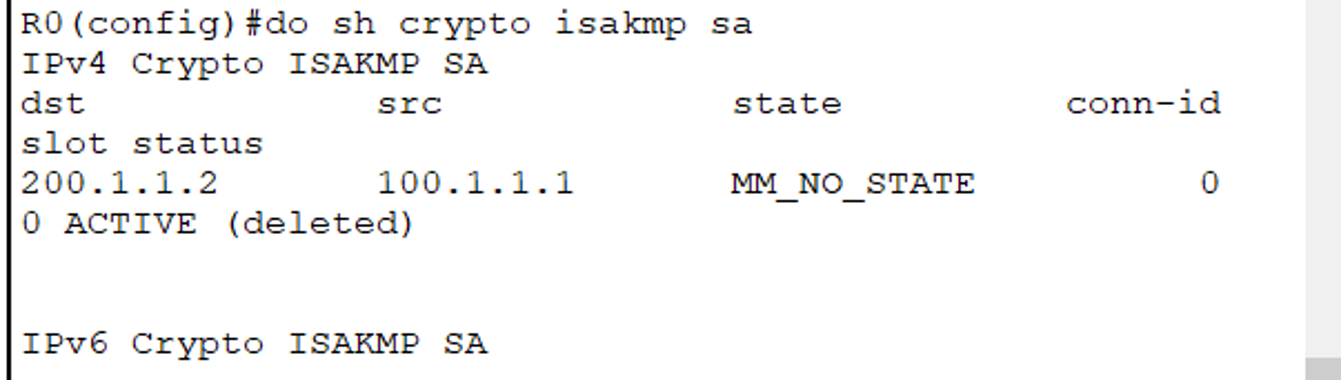 R0(config)#do sh crypto isakmp sa
IPv4 Crypto ISAKMP SA
dst src state conn-id
slot status
200.1.1.2 100.1.1.1 MM_NO_STATE 0
0 ACTIVE (deleted)
IPv6 Crypto ISAKMP SA